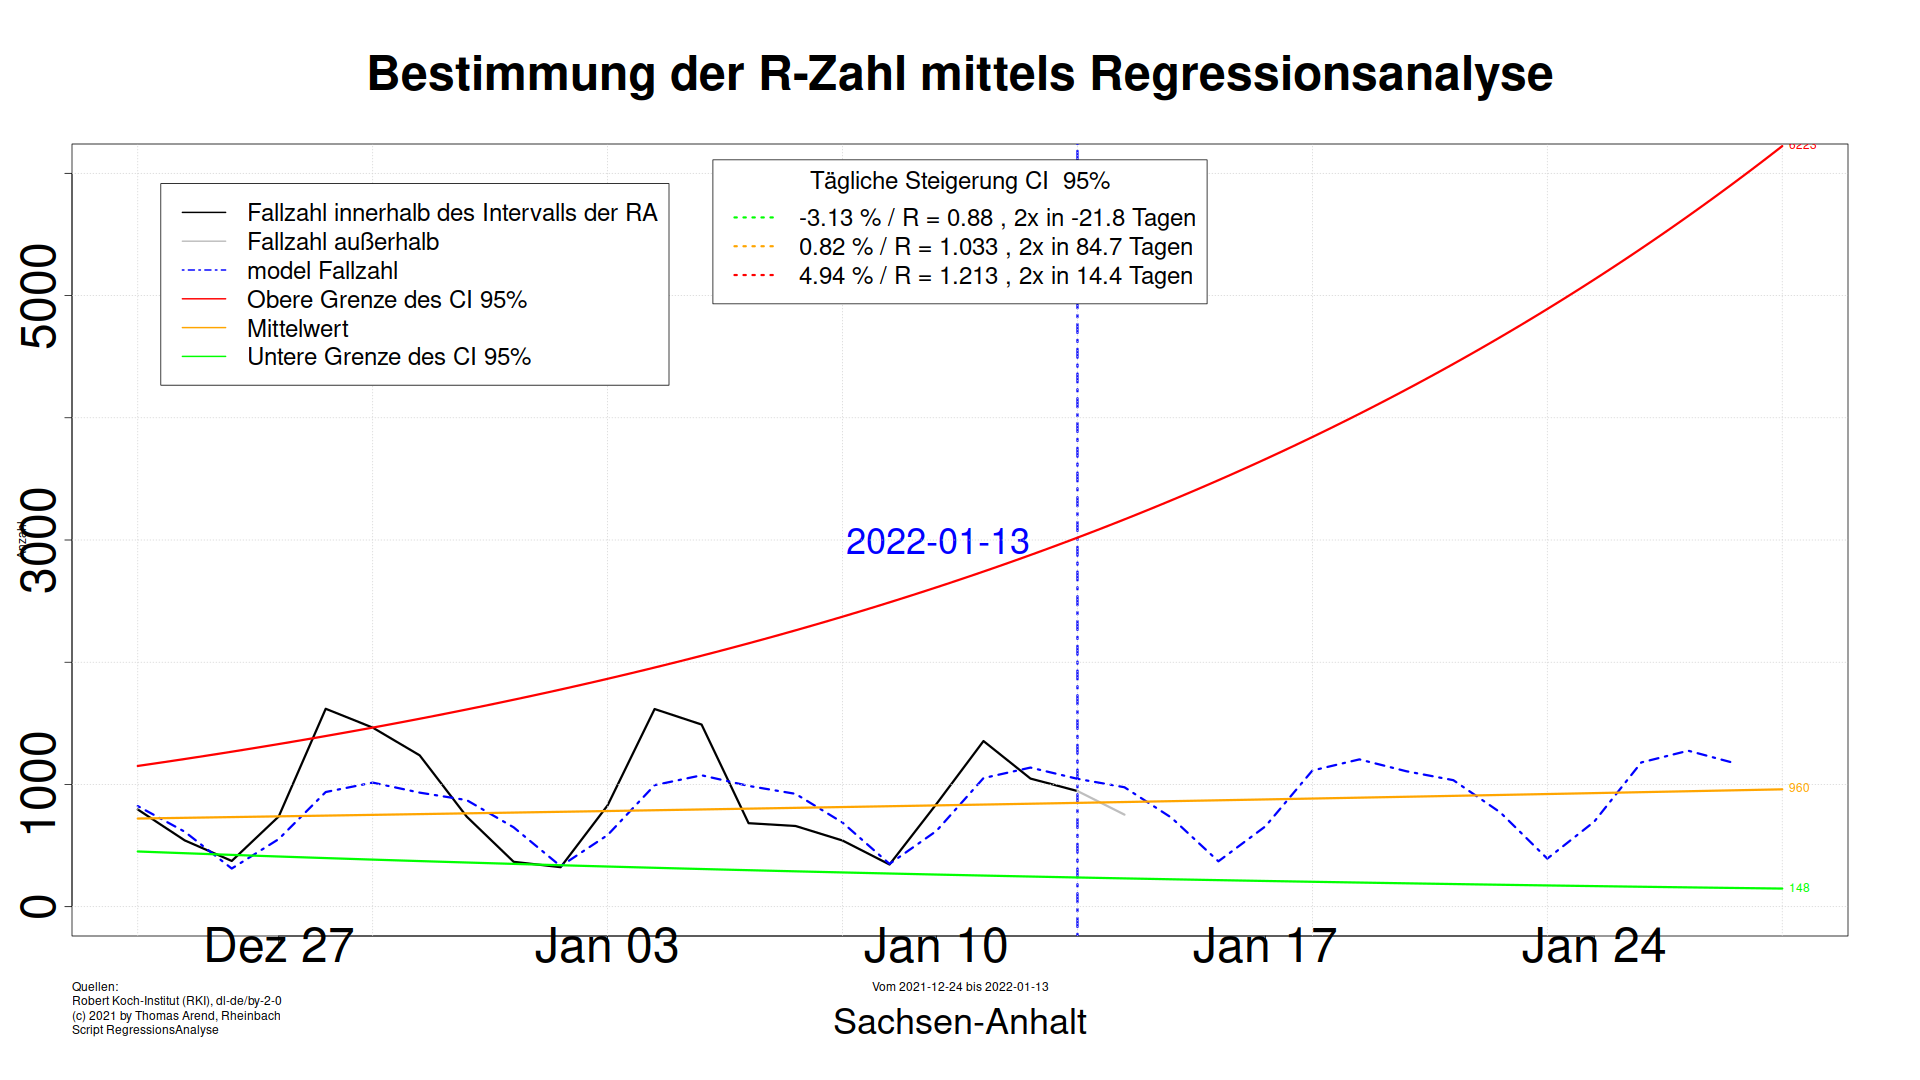 Bestimmung der R-Zahl mittels Regressionsanalyse
6223
Tägliche Steigerung CI  95%
-3.13 % / R = 0.88 , 2x in -21.8 Tagen
0.82 % / R = 1.033 , 2x in 84.7 Tagen
4.94 % / R = 1.213 , 2x in 14.4 Tagen
Fallzahl innerhalb des Intervalls der RA
Fallzahl außerhalb
model Fallzahl
Obere Grenze des CI 95%
Mittelwert
Untere Grenze des CI 95%
5000
3000
1000
0
Anzahl
2022-01-13
960
148
Dez 27 Jan 03 Jan 10 Jan 17 Jan 24
Quellen:
Robert Koch-Institut (RKI), dl-de/by-2-0
(c) 2021 by Thomas Arend, Rheinbach
Script RegressionsAnalyse
Vom 2021-12-24 bis 2022-01-13
Sachsen-Anhalt